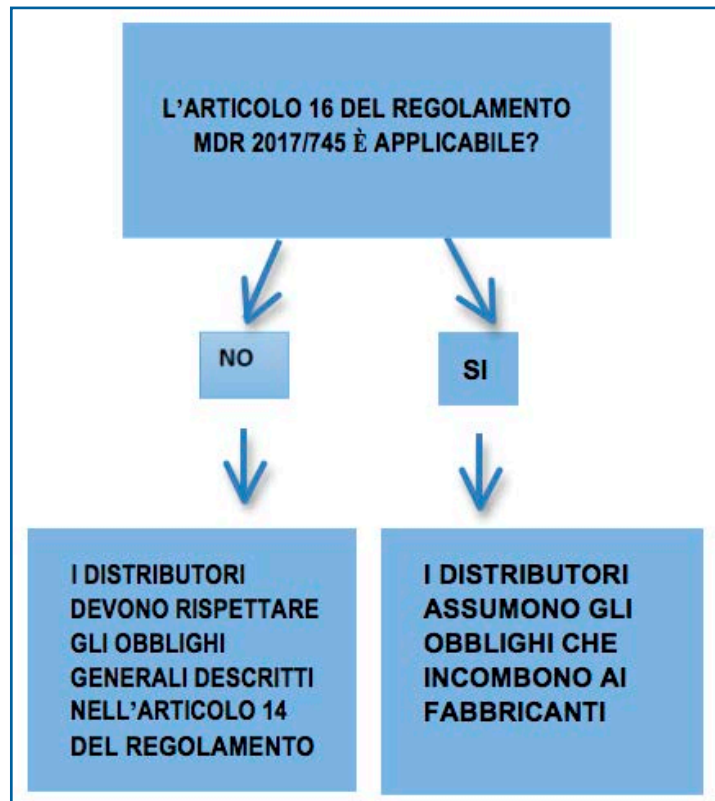 L'ARTICOLO 16 DEL REGOLAMENTO
MDR 2017/745 È APPLICABILE?
NO
SI
I DISTRIBUTORI
DEVONO RISPETTARE
GLI OBBLIGHI
GENERALI DESCRITTI
NELL'ARTICOLO 14
DEL REGOLAMENTO
I DISTRIBUTORI
ASSUMONO GLI
OBBLIGHI CHE
INCOMBONO AI
FABBRICANTI